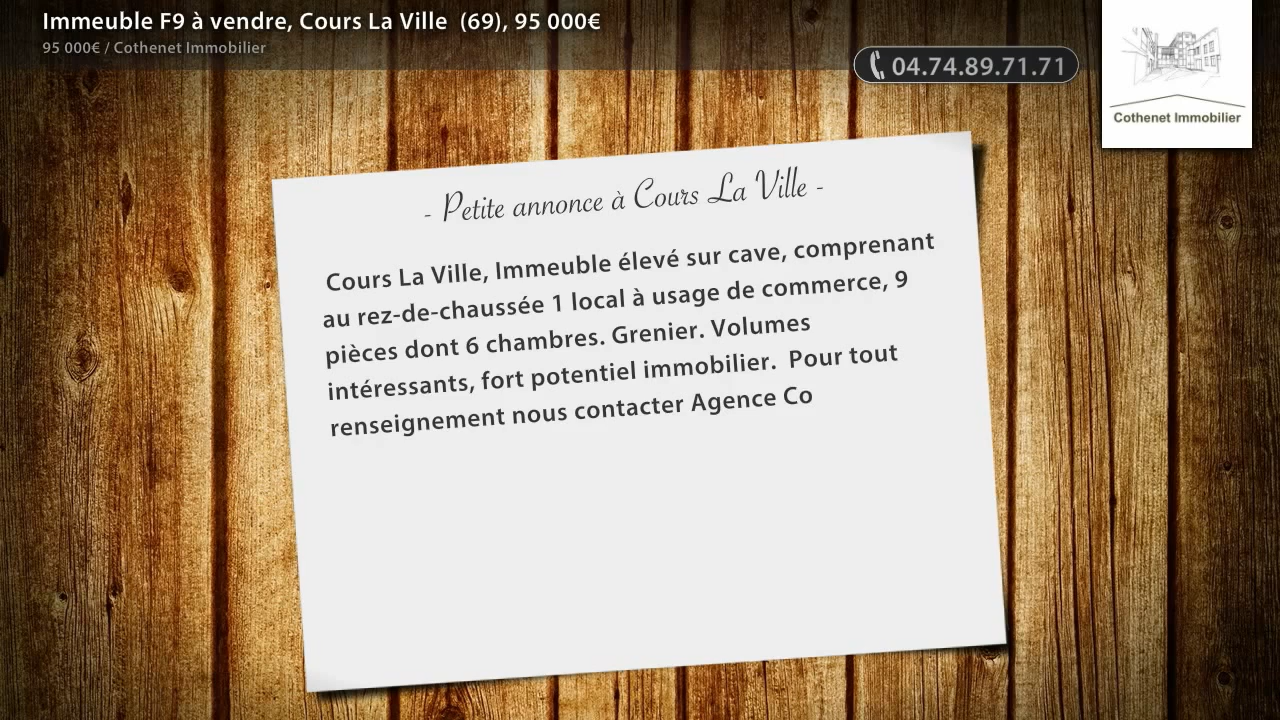 Immeuble F9 à vendre, Cours La Ville  (69), 95 000€
95 000€ / Cothenet Immobilier
04.74.89.71.71
Cothenet Immobilier
- Petite annonce à Cours La Ville -
Cours La Ville, Immeuble élevé sur cave, comprenant
au rez-de-chaussée 1 local à usage de commerce, 9
pièces dont 6 chambres. Grenier. Volumes
intéressants, fort potentiel immobilier.  Pour tout
renseignement nous contacter Agence Co